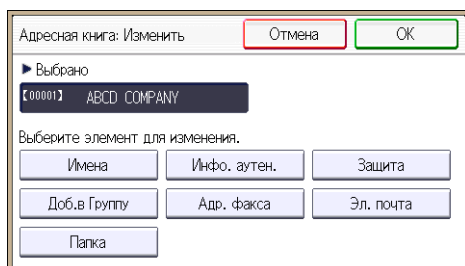 Адресная книга: Изменить Отмена OK
▶ Выбрано
【00001】 ABCD COMPANY
Выберите элемент для изменения.
Имена Инфо. аутен. Защита
Доб.в Группу Адр. факса Эл. почта
Папка